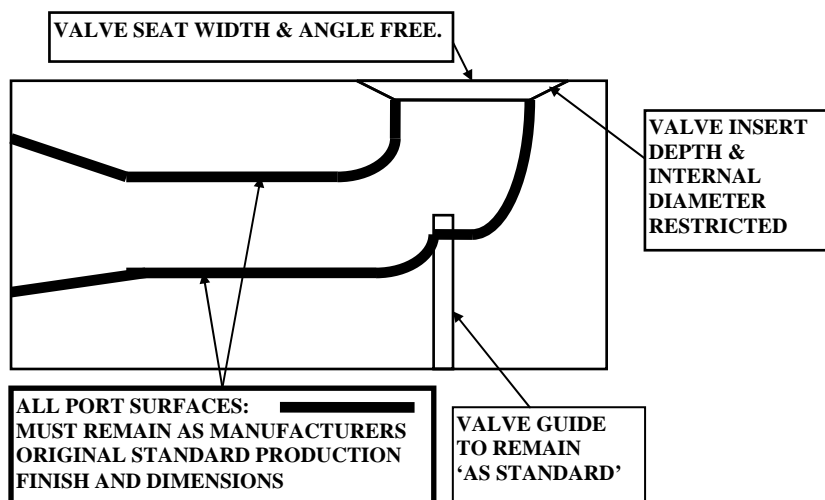 VALVE SEAT WIDTH & ANGLE FREE.
VALVE INSERT
DEPTH &
INTERNAL
DIAMETER
RESTRICTED
ALL PORT SURFACES:
MUST REMAIN AS MANUFACTURERS
ORIGINAL STANDARD PRODUCTION
FINISH AND DIMENSIONS
VALVE GUIDE
TO REMAIN
‘AS STANDARD’